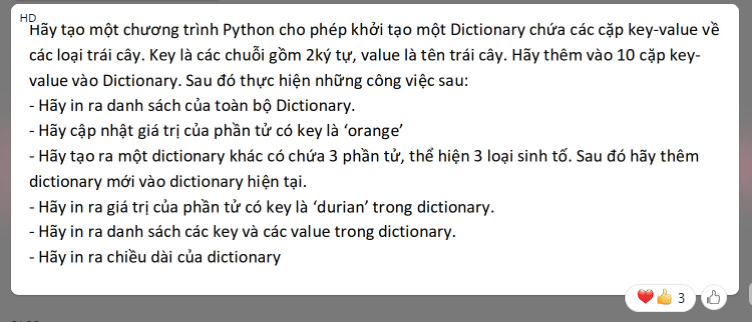 HD
Hãy tạo một chương trình Python cho phép khởi tạo một Dictionary chứa các cặp key-value về
các loại trái cây. Key là các chuỗi gồm 2ký tự, value là tên trái cây. Hãy thêm vào 10 cặp key-
value vào Dictionary. Sau đó thực hiện những công việc sau:
- Hãy in ra danh sách của toàn bộ Dictionary.
- Hãy cập nhật giá trị của phần tử có key là ‘orange’
- Hãy tạo ra một dictionary khác có chứa 3 phần tử, thể hiện 3 loại sinh tố. Sau đó hãy thêm
dictionary mới vào dictionary hiện tại.
- Hãy in ra giá trị của phần tử có key là ‘durian’ trong dictionary.
- Hãy in ra danh sách các key và các value trong dictionary.
- Hãy in ra chiều dài của dictionary
3